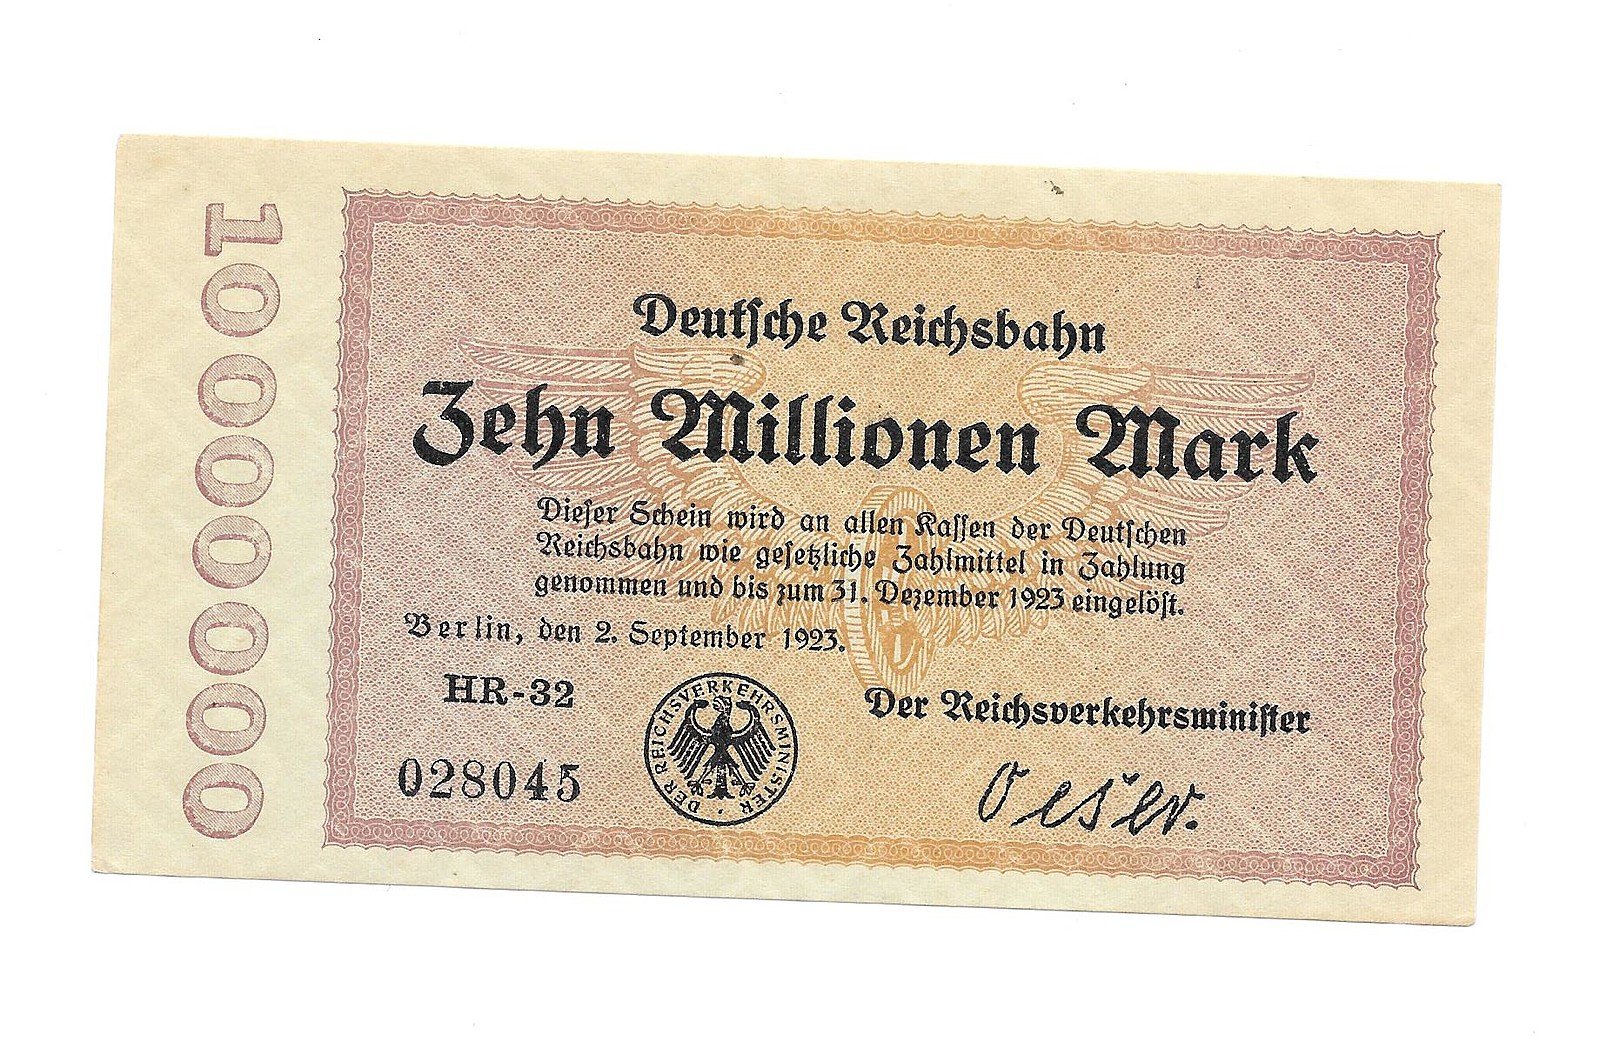 10000000
Deutſche Reichsbahn
Zehn Millionen Mark
Dieſer Schein wird an allen Kaſſen der Deutſchen
Reichsbahn wie geſetzliche Zahlmittel in Zahlung
genommen und bis zum 31. Dezember 1923 eingelöſt.
Berlin, den 2. September 1923.
HR-32
Der Reichsverkehrsminiſter
028045
DER REICHSVERKEHRSMINISTER
Oeser.